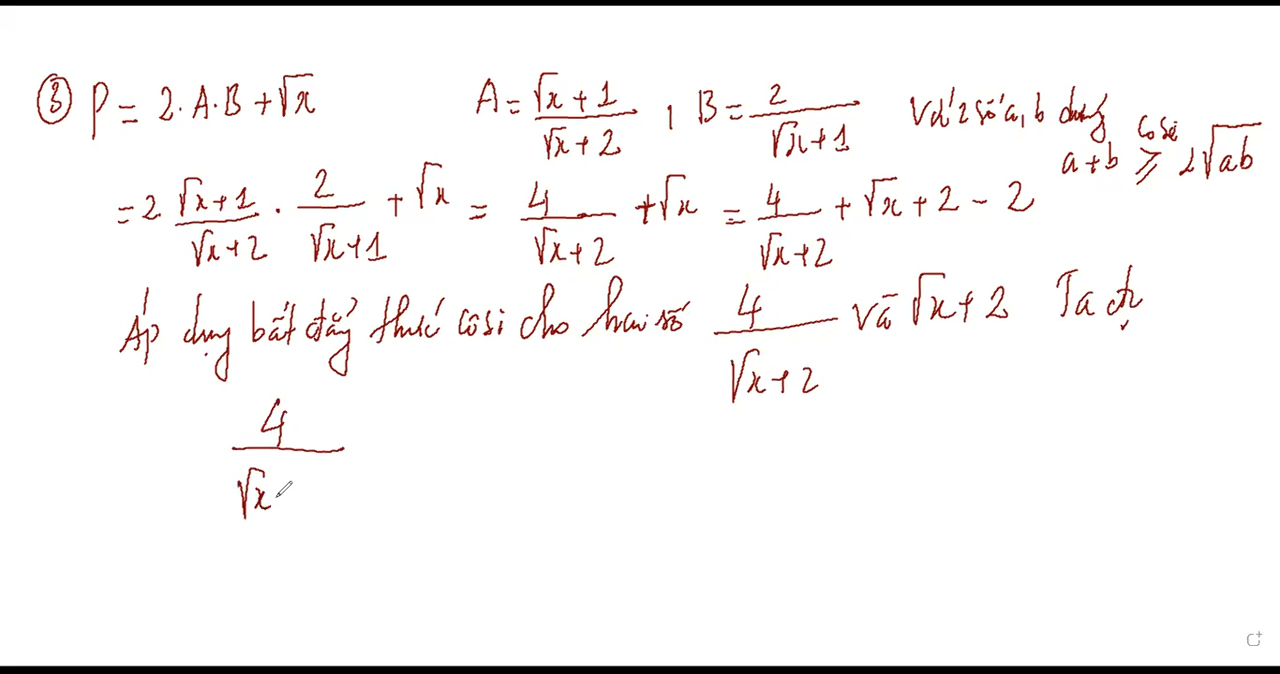 ③ P = 2.A.B + √x  A = (√x + 1)/(√x + 2) , B = 2/(√x + 1)  Với 2 số a, b dương
a + b ≥ 2√ab cosi
= 2 (√x + 1)/(√x + 2) . 2/(√x + 1) + √x = 4/(√x + 2) + √x = 4/(√x + 2) + √x + 2 - 2
Áp dụng bất đẳng thức côsi cho hai số 4/(√x + 2) và √x + 2 Ta có
4/√x